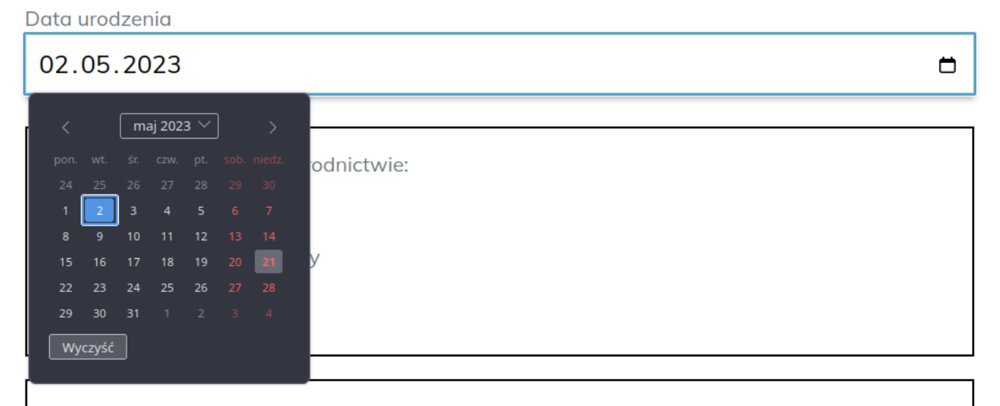 Data urodzenia
02.05.2023
maj 2023
pon. wt. śr. czw. pt. sob. niedz.
24 25 26 27 28 29 30
1 2 3 4 5 6 7
8 9 10 11 12 13 14
15 16 17 18 19 20 21
22 23 24 25 26 27 28
29 30 31 1 2 3 4
Wyczyść
odnictwie:
y